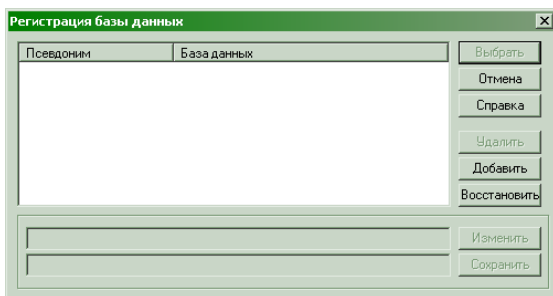 Регистрация базы данных
Псевдоним База данных
Выбрать
Отмена
Справка
Удалить
Добавить
Восстановить
Изменить
Сохранить